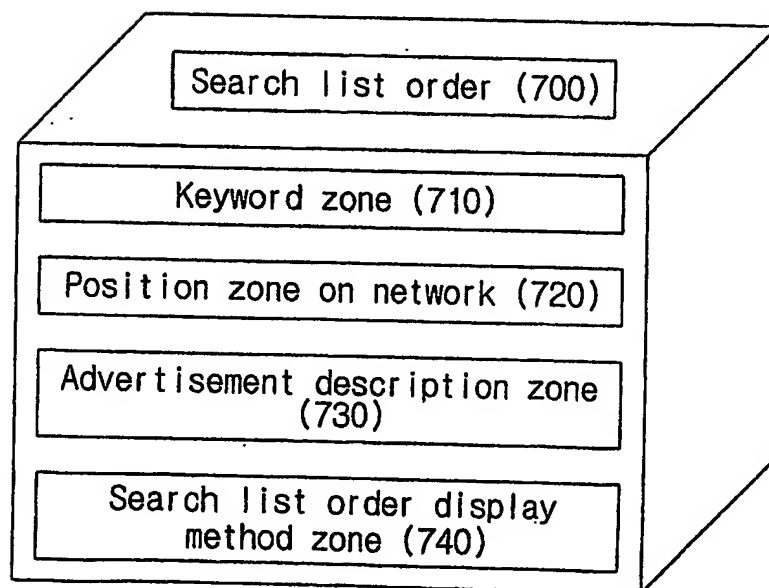 Search list order (700)
Keyword zone (710)
Position zone on network (720)
Advertisement description zone
(730)
Search list order display
method zone (740)